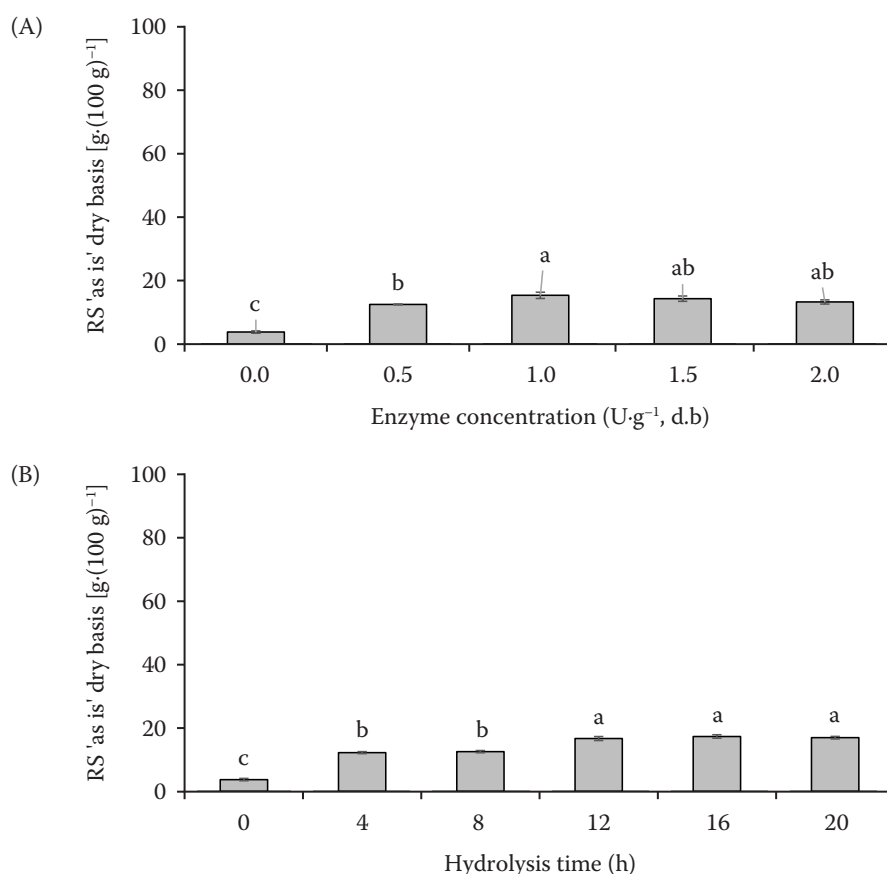 (A)
RS 'as is' dry basis [g·(100 g)⁻¹]
100
80
60
40
20
0
c
b
a
ab
ab
0.0 0.5 1.0 1.5 2.0
Enzyme concentration (U·g⁻¹, d.b)
(B)
RS 'as is' dry basis [g·(100 g)⁻¹]
100
80
60
40
20
0
c
b
b
a
a
a
0 4 8 12 16 20
Hydrolysis time (h)